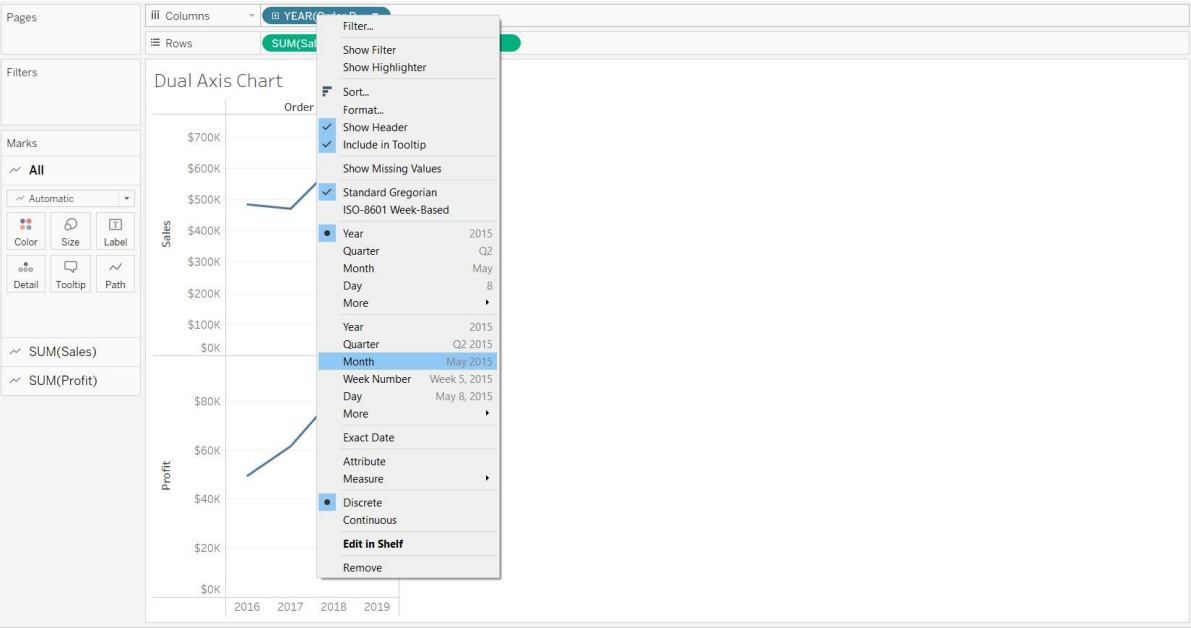 Pages
Columns
YEAR(Order D
Rows
SUM(Sal
Filters
Marks
All
Automatic
Color
Size
Label
Detail
Tooltip
Path
SUM(Sales)
SUM(Profit)
Dual Axis Chart
Order
$700K
$600K
$500K
$400K
$300K
$200K
$100K
$0K
Sales
$80K
$60K
$40K
$20K
$0K
Profit
2016 2017 2018 2019
Filter...
Show Filter
Show Highlighter
Sort...
Format...
Show Header
Include in Tooltip
Show Missing Values
Standard Gregorian
ISO-8601 Week-Based
Year 2015
Quarter Q2
Month May
Day 8
More
Year 2015
Quarter Q2 2015
Month May 2015
Week Number Week 5, 2015
Day May 8, 2015
More
Exact Date
Attribute
Measure
Discrete
Continuous
Edit in Shelf
Remove